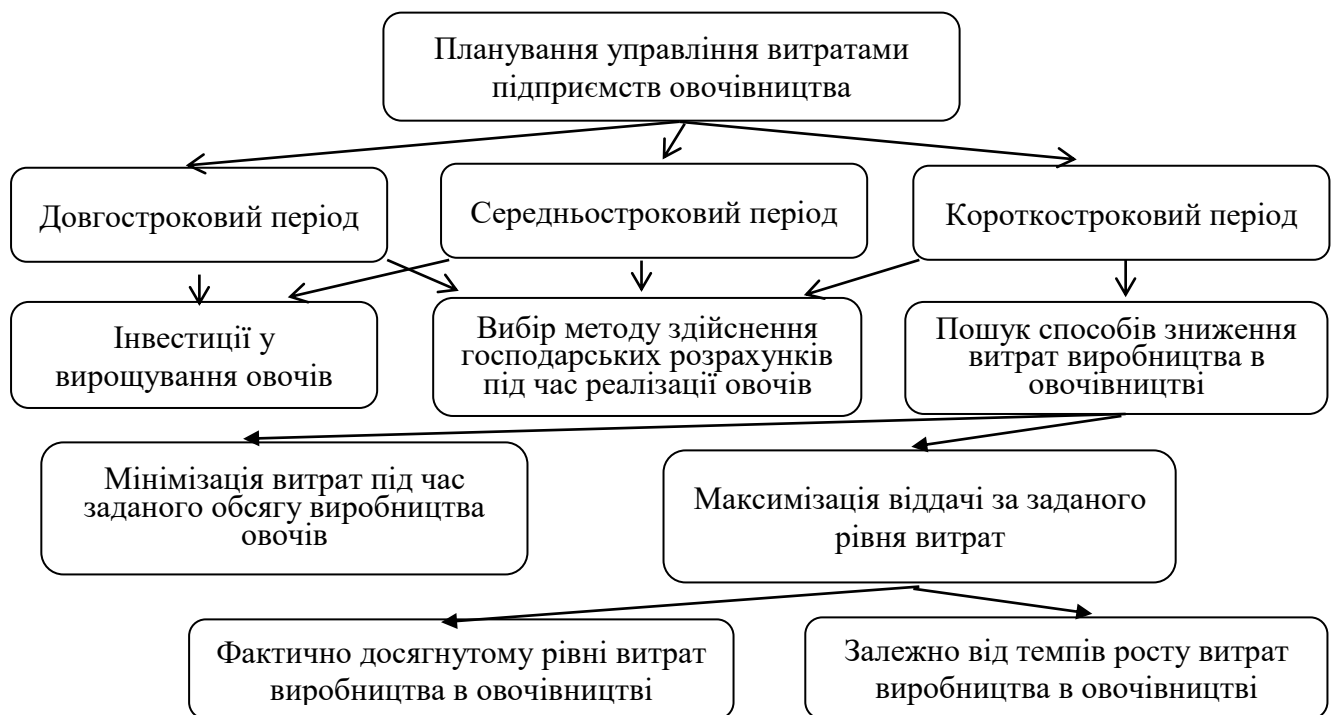 Планування управління витратами
підприємств овочівництва
Довгостроковий період
Середньостроковий період
Короткостроковий період
Інвестиції у
вирощування овочів
Вибір методу здійснення
господарських розрахунків
під час реалізації овочів
Пошук способів зниження
витрат виробництва в
овочівництві
Мінімізація витрат під час
заданого обсягу виробництва
овочів
Максимізація віддачі за заданого
рівня витрат
Фактично досягнутому рівні витрат
виробництва в овочівництві
Залежно від темпів росту витрат
виробництва в овочівництві